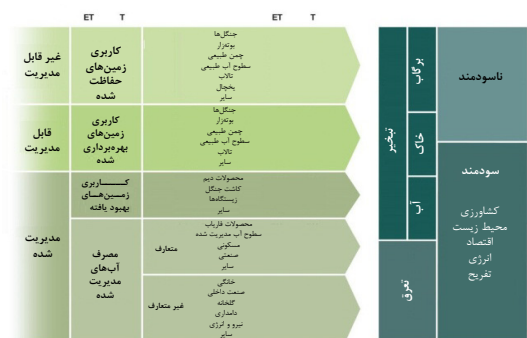 ET T ET T
غیر قابل
مدیریت
کاربری
زمین‌های
حفاظت
شده
جنگل‌ها
بوته‌زار
چمن طبیعی
سطوح آب طبیعی
تالاب
یخچال
سایر
قابل
مدیریت
کاربری
زمین‌های
بهره‌برداری
شده
جنگل‌ها
بوته‌زار
چمن طبیعی
سطوح آب طبیعی
تالاب
سایر
مدیریت
شده
کـــاربری
زمـین‌هـای
بهبود یافته
محصولات دیم
کاشت جنگل
زیستگاه‌ها
سایر
مصرف
آب‌های
مدیریت
شده
متعارف
محصولات فاریاب
سطوح آب مدیریت شده
مسکونی
صنعتی
سایر
غیر متعارف
خانگی
صنعت داخلی
گلخانه
دامداری
نیرو و انرژی
سایر
تبخیر
تعرق
برگاب
خاک
آب
ناسودمند
سودمند
کشاورزی
محیط زیست
اقتصاد
انرژی
تفریح